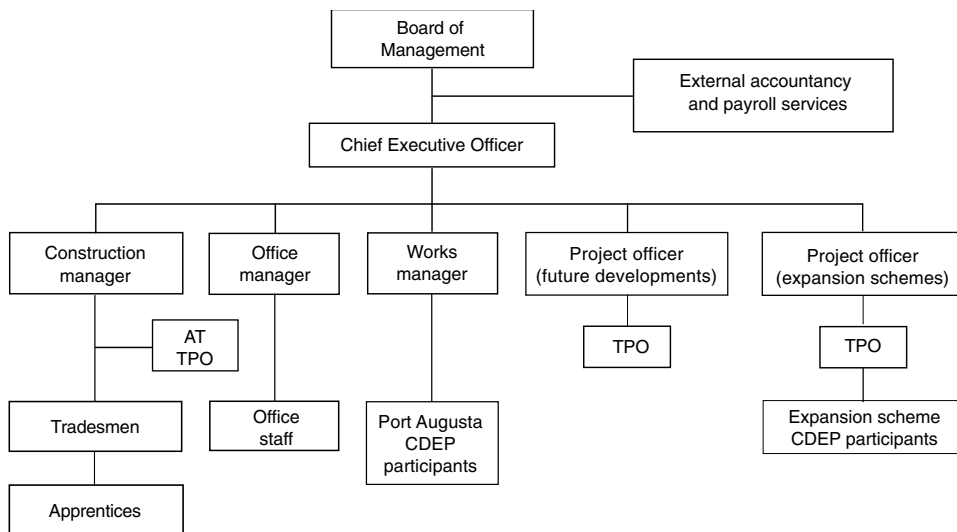 Board of
Management
External accountancy
and payroll services
Chief Executive Officer
Construction
manager
Office
manager
Works
manager
Project officer
(future developments)
Project officer
(expansion schemes)
AT
TPO
TPO
TPO
Tradesmen
Office
staff
Port Augusta
CDEP
participants
Expansion scheme
CDEP participants
Apprentices